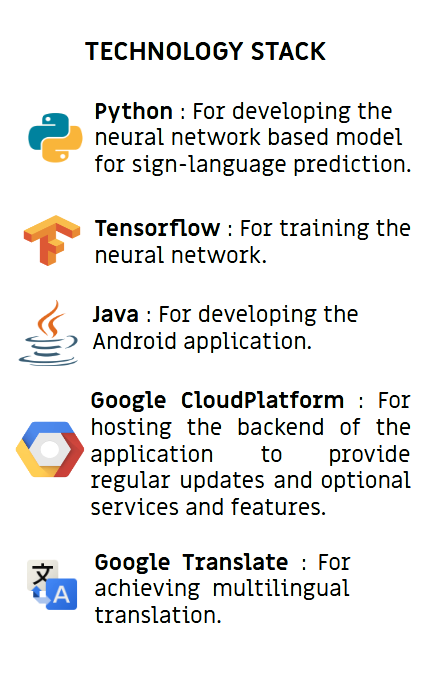 TECHNOLOGY STACK
Python : For developing the
neural network based model
for sign-language prediction.
Tensorflow : For training the
neural network.
Java : For developing the
Android application.
Google CloudPlatform : For
hosting the backend of the
application to provide
regular updates and optional
services and features.
文
A
Google Translate : For
achieving multilingual
translation.